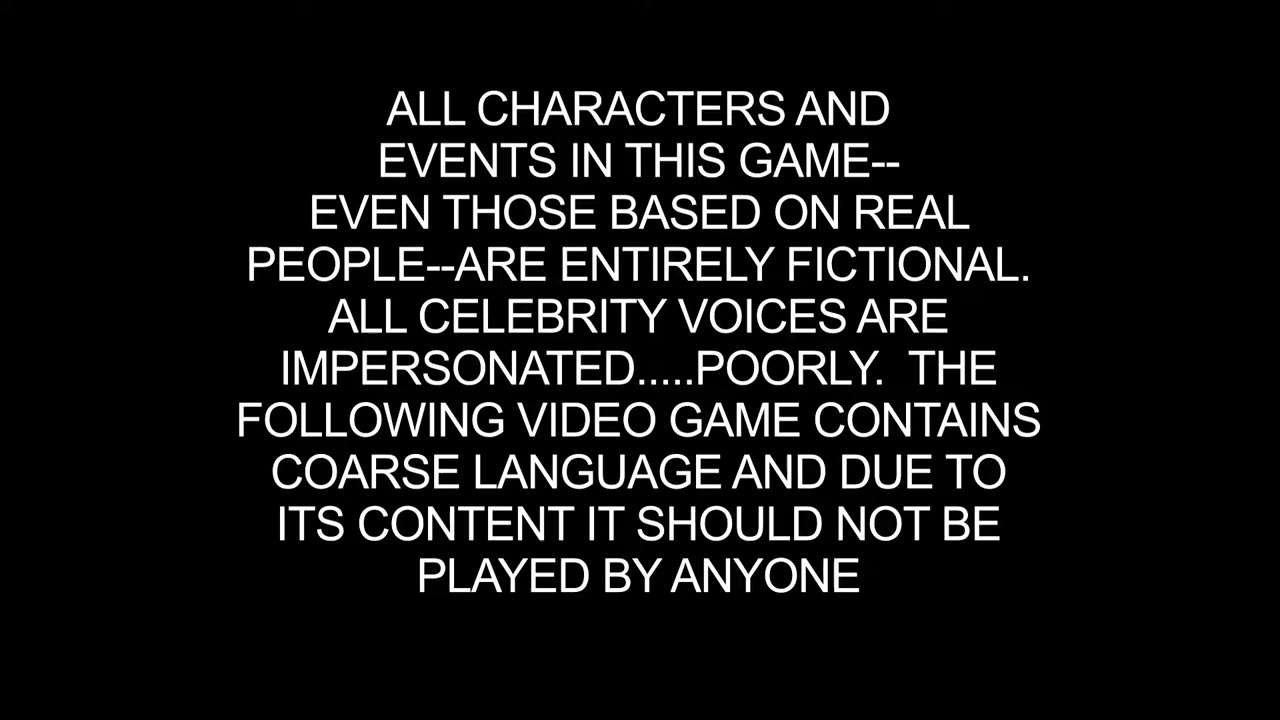 ALL CHARACTERS AND
EVENTS IN THIS GAME--
EVEN THOSE BASED ON REAL
PEOPLE--ARE ENTIRELY FICTIONAL.
ALL CELEBRITY VOICES ARE
IMPERSONATED.....POORLY.  THE
FOLLOWING VIDEO GAME CONTAINS
COARSE LANGUAGE AND DUE TO
ITS CONTENT IT SHOULD NOT BE
PLAYED BY ANYONE